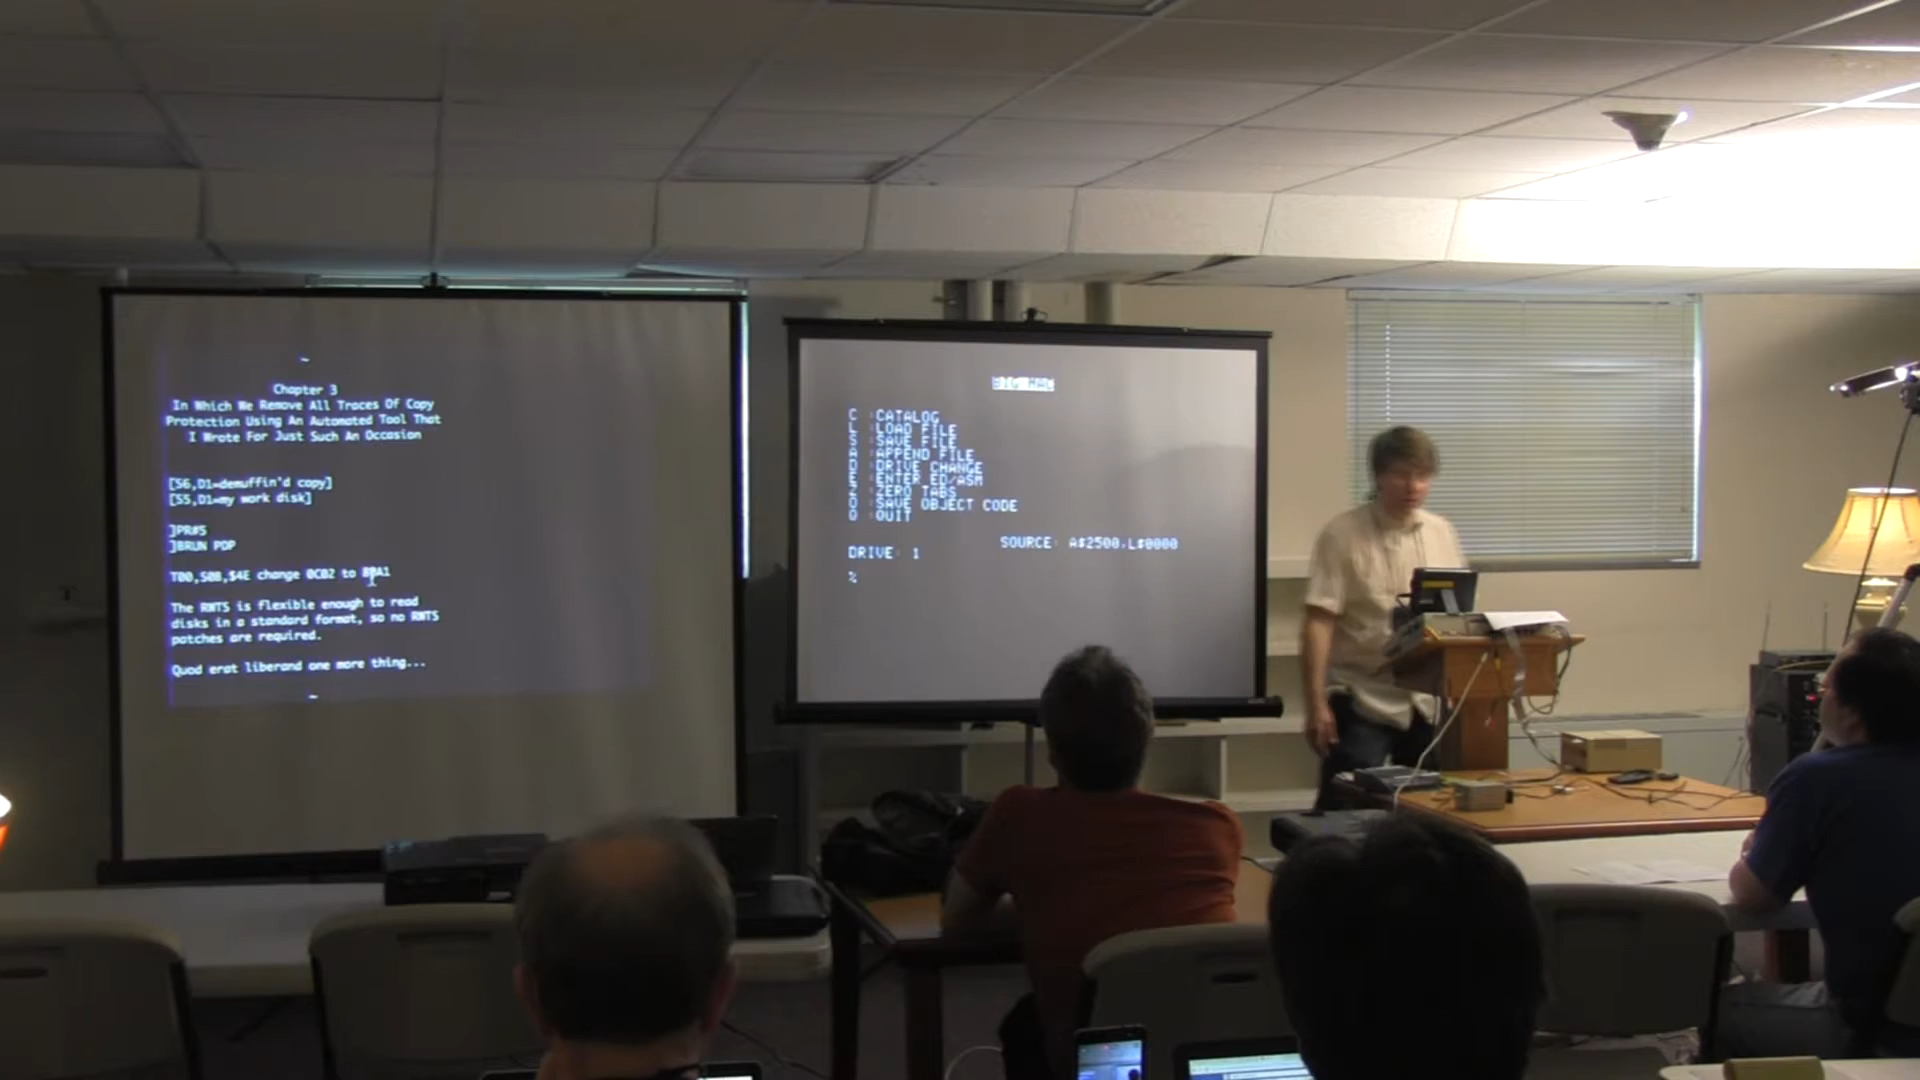 ~
Chapter 3
In Which We Remove All Traces Of Copy
Protection Using An Automated Tool That
I Wrote For Just Such An Occasion
[S6,D1=demuffin'd copy]
[S5,D1=my work disk]
]PR#5
]BRUN PDP
T00,S0B,$4E change 0CB2 to
The RWTS is flexible enough to read
disks in a standard format, so no RWTS
patches are required.
Quod erat liberand one more thing...
~
BIG MAC
C :CATALOG
L :LOAD FILE
S :SAVE FILE
A :APPEND FILE
D :DRIVE CHANGE
E :ENTER ED/ASM
Z :ZERO TABS
O :SAVE OBJECT CODE
Q :QUIT
SOURCE: A$2500,L$0000
DRIVE: 1
%